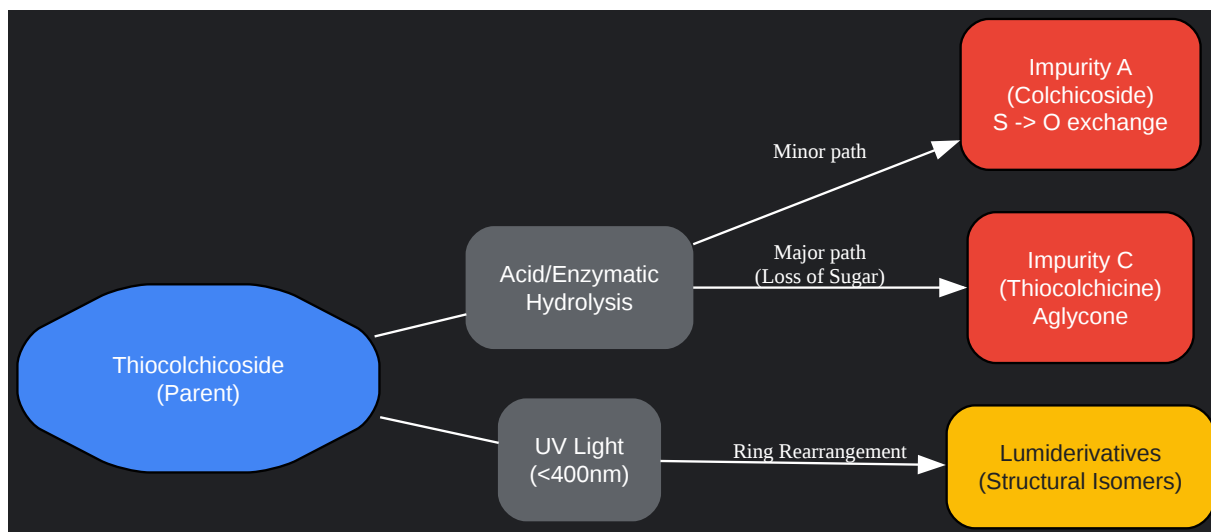 Thiocolchicoside
(Parent)
Acid/Enzymatic
Hydrolysis
UV Light
(<400nm)
Minor path
Major path
(Loss of Sugar)
Ring Rearrangement
Impurity A
(Colchicoside)
S -> O exchange
Impurity C
(Thiocolchicine)
Aglycone
Lumiderivatives
(Structural Isomers)